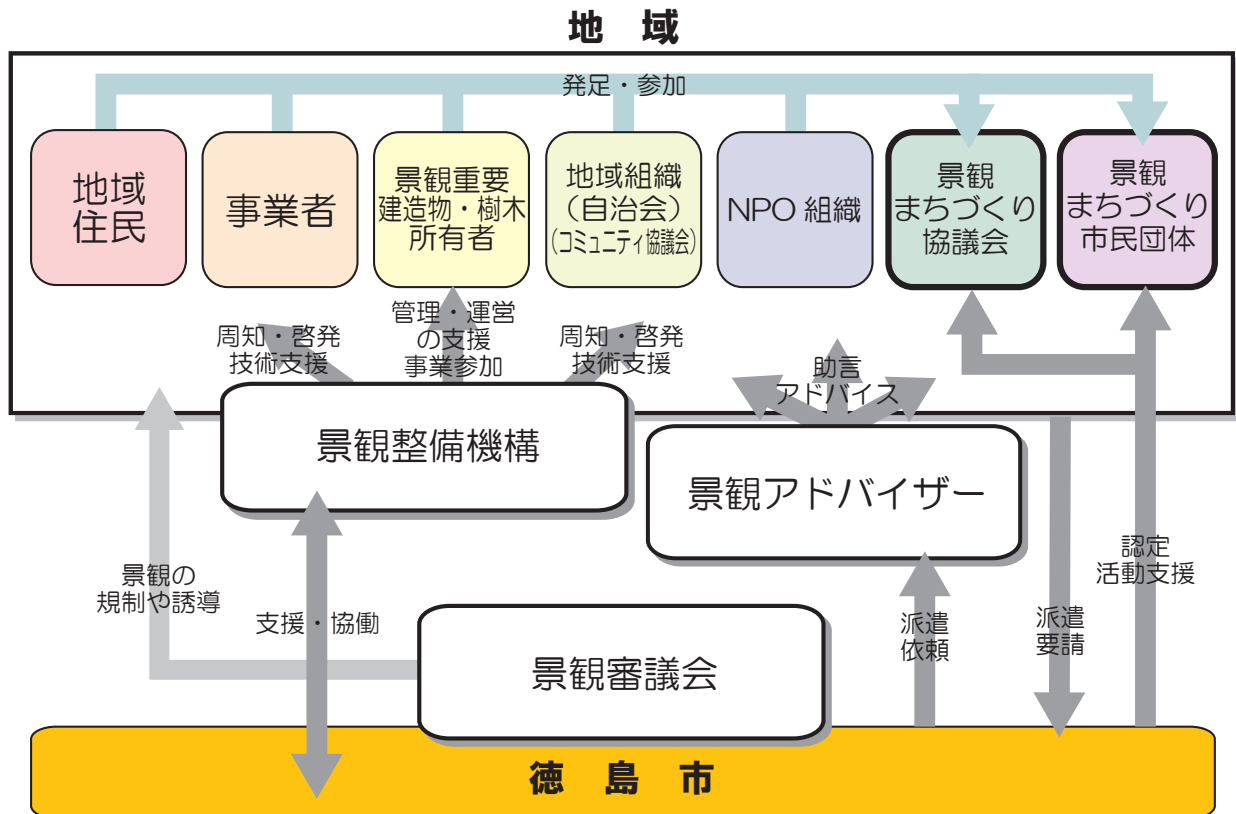 地 域
発足・参加
地域
住民
事業者
景観重要
建造物・樹木
所有者
地域組織
（自治会）
（コミュニティ協議会）
NPO 組織
景観
まちづくり
協議会
景観
まちづくり
市民団体
周知・啓発
技術支援
管理・運営
の支援
事業参加
周知・啓発
技術支援
助言
アドバイス
景観整備機構
景観アドバイザー
景観の
規制や誘導
支援・協働
派遣
依頼
派遣
要請
認定
活動支援
景観審議会
徳 島 市